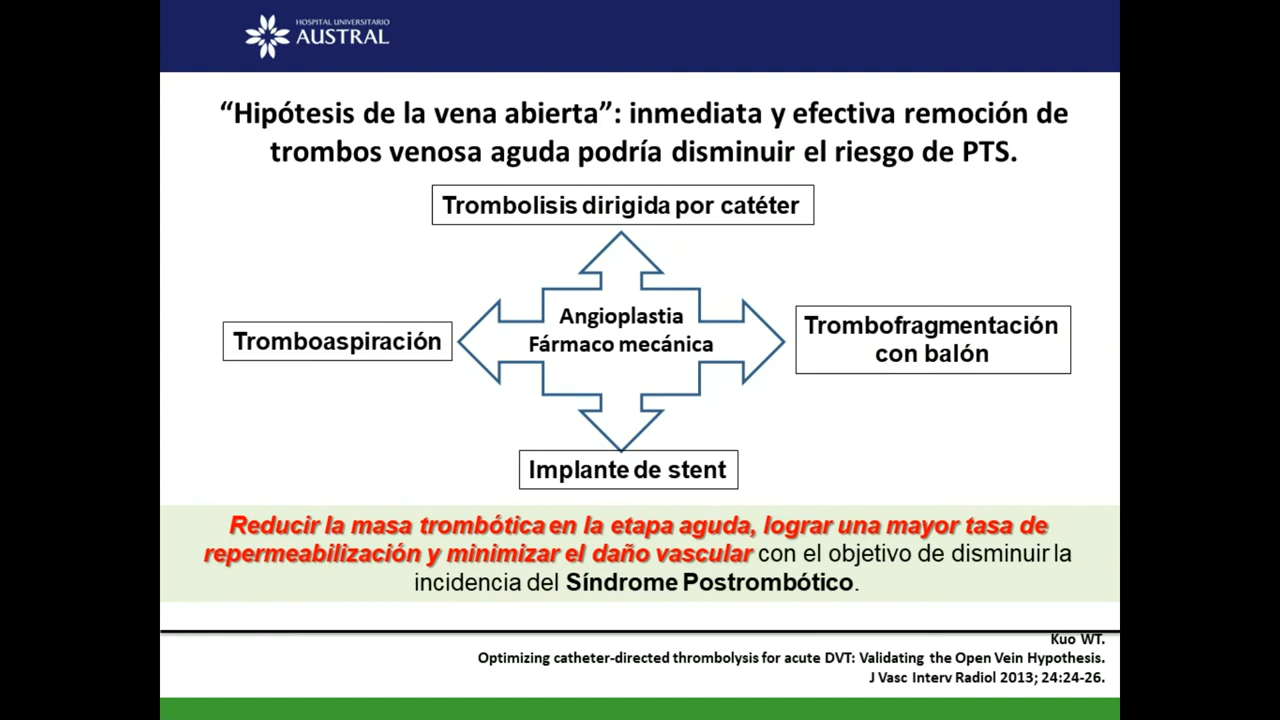 HOSPITAL UNIVERSITARIO
AUSTRAL
“Hipótesis de la vena abierta”: inmediata y efectiva remoción de
trombos venosa aguda podría disminuir el riesgo de PTS.
Trombolisis dirigida por catéter
Tromboaspiración
Angioplastia
Fármaco mecánica
Trombofragmentación
con balón
Implante de stent
Reducir la masa trombótica en la etapa aguda, lograr una mayor tasa de
repermeabilización y minimizar el daño vascular con el objetivo de disminuir la
incidencia del Síndrome Postrombótico.
Kuo WT.
Optimizing catheter-directed thrombolysis for acute DVT: Validating the Open Vein Hypothesis.
J Vasc Interv Radiol 2013; 24:24-26.